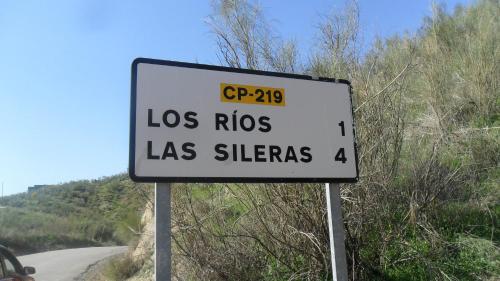 CP-219
LOS RÍOS 1
LAS SILERAS 4